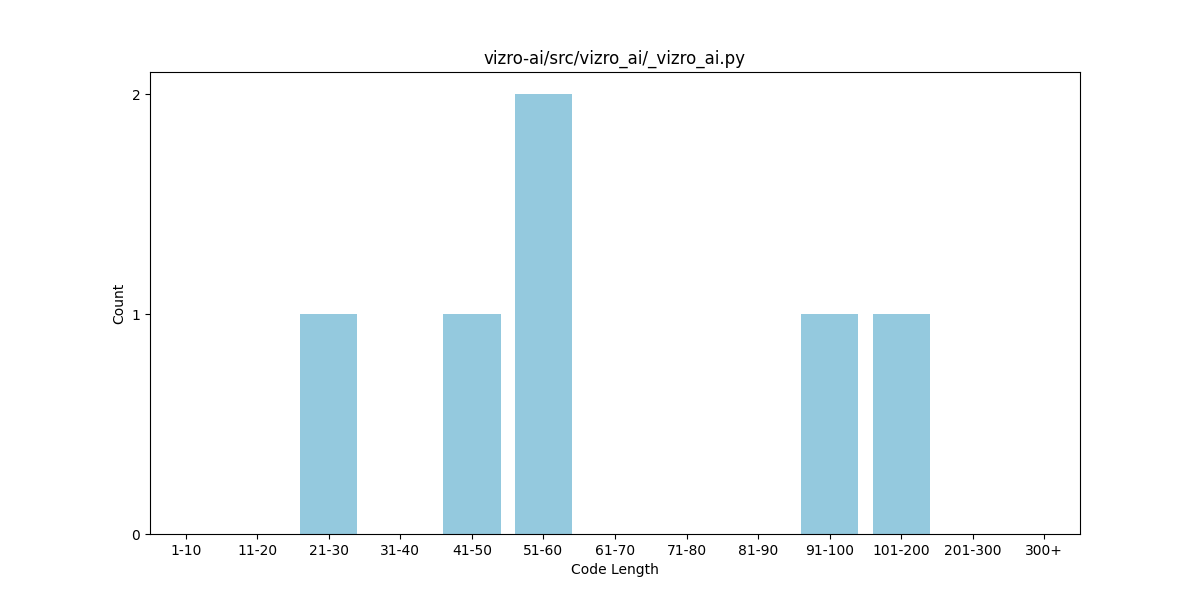 vizro-ai/src/vizro_ai/_vizro_ai.py
Count
2
1
0
1-10 11-20 21-30 31-40 41-50 51-60 61-70 71-80 81-90 91-100 101-200 201-300 300+
Code Length